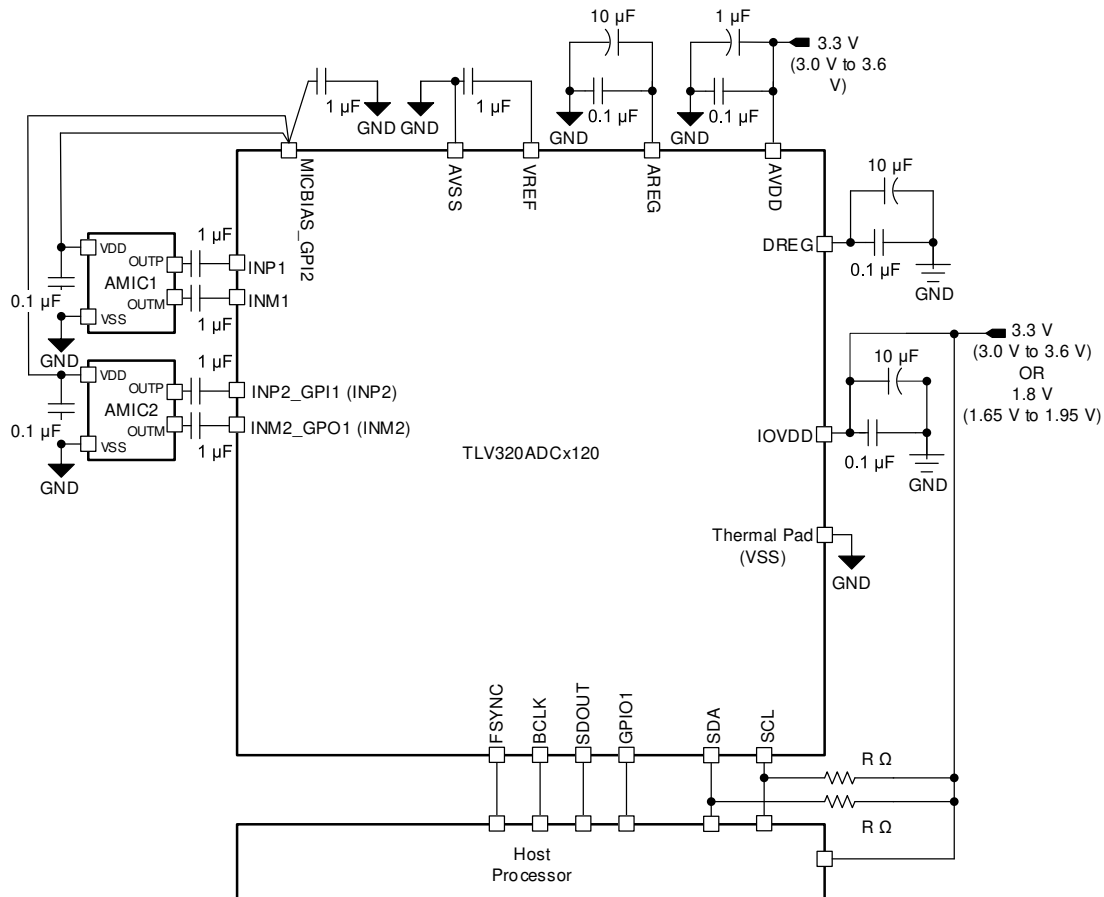 10 µF
1 µF
3.3 V
(3.0 V to 3.6
V)
1 µF
GND
GND
1 µF
0.1 µF
GND
0.1 µF
GND
MICBIAS_GPI2
AVSS
VREF
AREG
AVDD
10 µF
DREG
0.1 µF
GND
1 µF
VDD
OUTP
INP1
AMIC1
0.1 µF
OUTM
INM1
VSS
1 µF
GND
3.3 V
(3.0 V to 3.6 V)
OR
1.8 V
(1.65 V to 1.95 V)
10 µF
1 µF
VDD
OUTP
INP2_GPI1 (INP2)
AMIC2
0.1 µF
OUTM
INM2_GPO1 (INM2)
VSS
1 µF
GND
IOVDD
0.1 µF
GND
TLV320ADCx120
Thermal Pad
(VSS)
GND
FSYNC
BCLK
SDOUT
GPIO1
SDA
SCL
R Ω
R Ω
Host
Processor